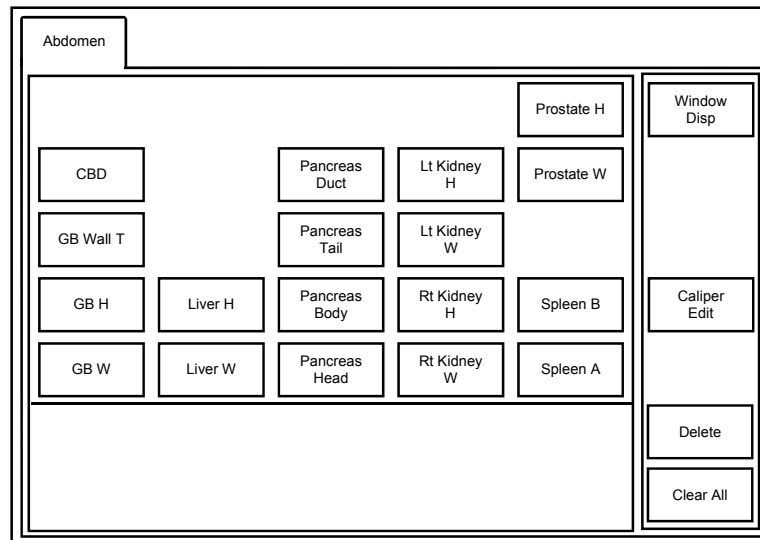 Abdomen
Prostate H
Window
Disp
CBD
Pancreas
Duct
Lt Kidney
H
Prostate W
GB Wall T
Pancreas
Tail
Lt Kidney
W
GB H
Liver H
Pancreas
Body
Rt Kidney
H
Spleen B
Caliper
Edit
GB W
Liver W
Pancreas
Head
Rt Kidney
W
Spleen A
Delete
Clear All